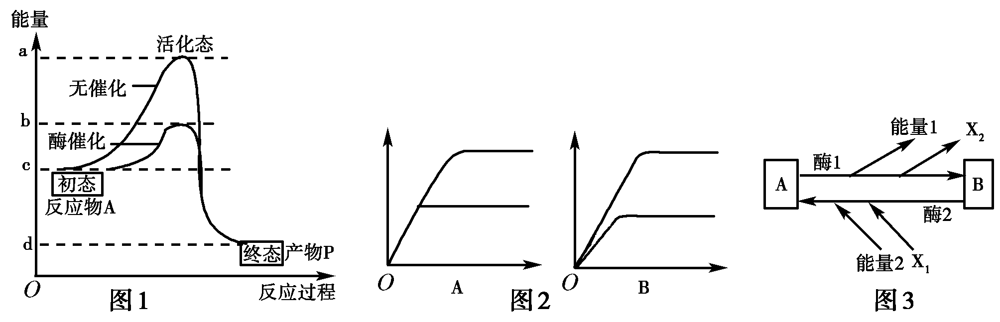 能量
a
活化态
无催化
b
酶催化
c
初态
反应物A
d
终态 产物P
O
反应过程
图1
O
A
O
B
图2
能量1
X₂
酶1
A
B
酶2
能量2
X₁
图3